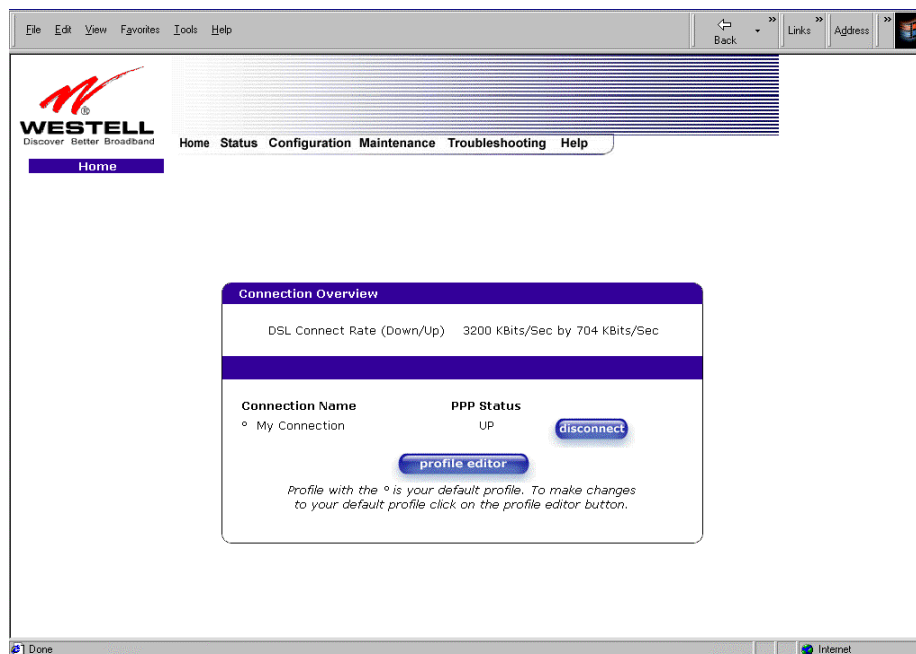 File Edit View Favorites Tools Help
Back
» Links » Address »
WESTELL
®
Discover Better Broadband
Home Status Configuration Maintenance Troubleshooting Help
Home
Connection Overview
DSL Connect Rate (Down/Up) 3200 KBits/Sec by 704 KBits/Sec
Connection Name PPP Status
° My Connection UP disconnect
profile editor
Profile with the ° is your default profile. To make changes
to your default profile click on the profile editor button.
Done Internet